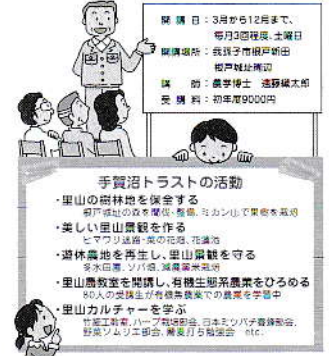 開 講 日：3月から12月まで、
毎月3回程度、土曜日
開講場所：我孫子市根戸新田
根戸城址周辺
講　　師：農学博士　遠藤織太郎
受 講 料：初年度9000円
手賀沼トラストの活動
・里山の樹林地を保全する
根戸城址の森を間伐・整備、ミカン山で果樹を栽培
・美しい里山景観を作る
ヒマワリ迷路・菜の花畑、花蓮池
・遊休農地を再生し、里山景観を守る
冬水田圃、ソバ畑、減農薬米栽培
・里山農教室を開講し、有機生態系農業をひろめる
80人の受講生が有機無農薬での農業を学習中
・里山カルチャーを学ぶ
竹細工教室、ハーブ栽培部会、日本ミツバチ養蜂部会、
野菜ソムリエ部会、蕎麦打ち勉強会　etc.